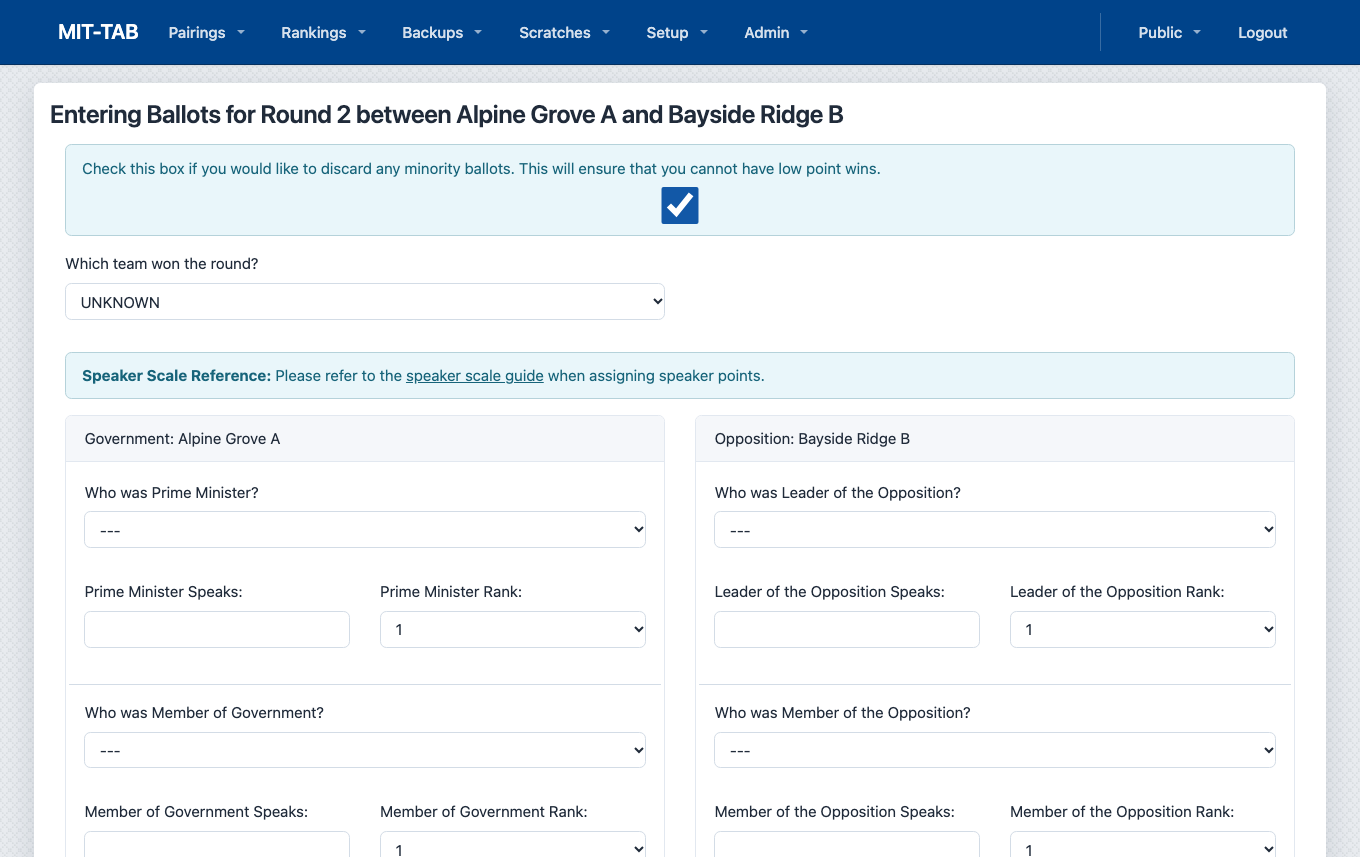 MIT-TAB Pairings Rankings Backups Scratches Setup Admin Public Logout
Entering Ballots for Round 2 between Alpine Grove A and Bayside Ridge B
Check this box if you would like to discard any minority ballots. This will ensure that you cannot have low point wins.
Which team won the round?
UNKNOWN
Speaker Scale Reference: Please refer to the speaker scale guide when assigning speaker points.
Government: Alpine Grove A
Who was Prime Minister?
---
Prime Minister Speaks: Prime Minister Rank:
1
Who was Member of Government?
---
Member of Government Speaks: Member of Government Rank:
1
Opposition: Bayside Ridge B
Who was Leader of the Opposition?
---
Leader of the Opposition Speaks: Leader of the Opposition Rank:
1
Who was Member of the Opposition?
---
Member of the Opposition Speaks: Member of the Opposition Rank:
1